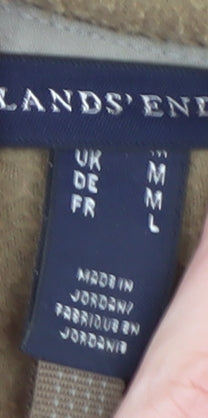 LANDS' END
UK M
DE M
FR L
MADE IN
JORDAN/
FABRIQUE EN
JORDANIE